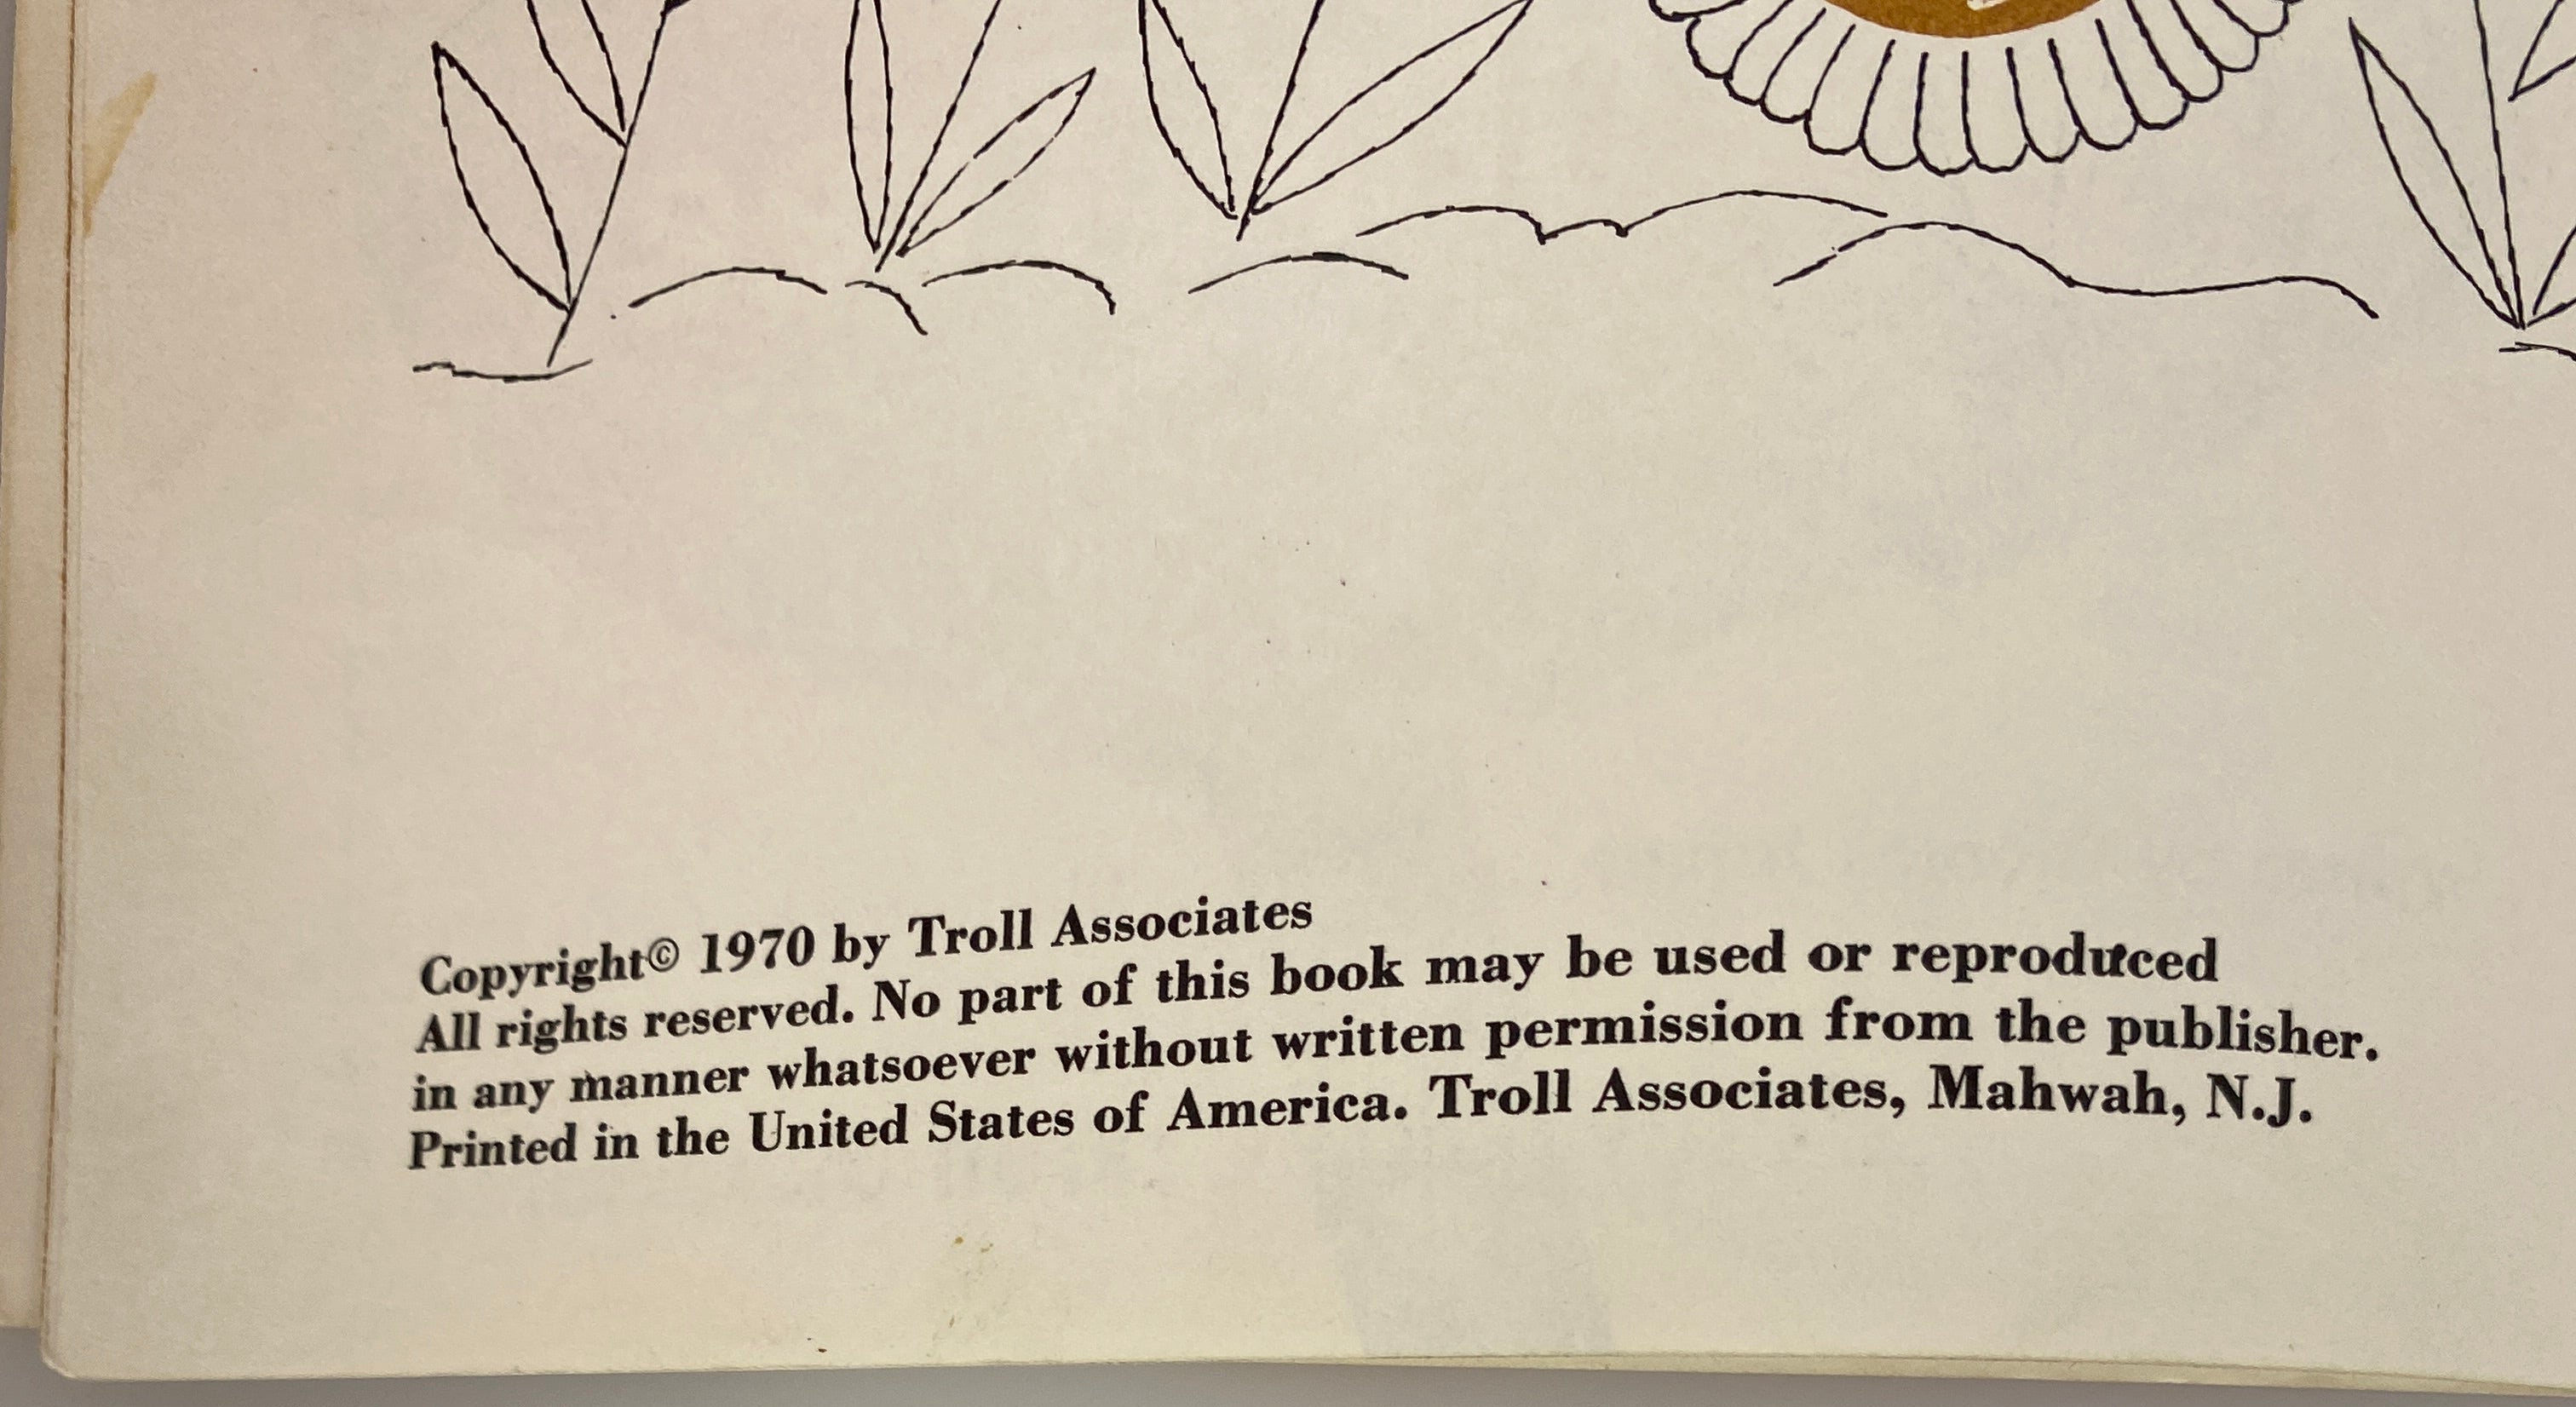 Copyright© 1970 by Troll Associates
All rights reserved. No part of this book may be used or reproduced
in any manner whatsoever without written permission from the publisher.
Printed in the United States of America. Troll Associates, Mahwah, N.J.